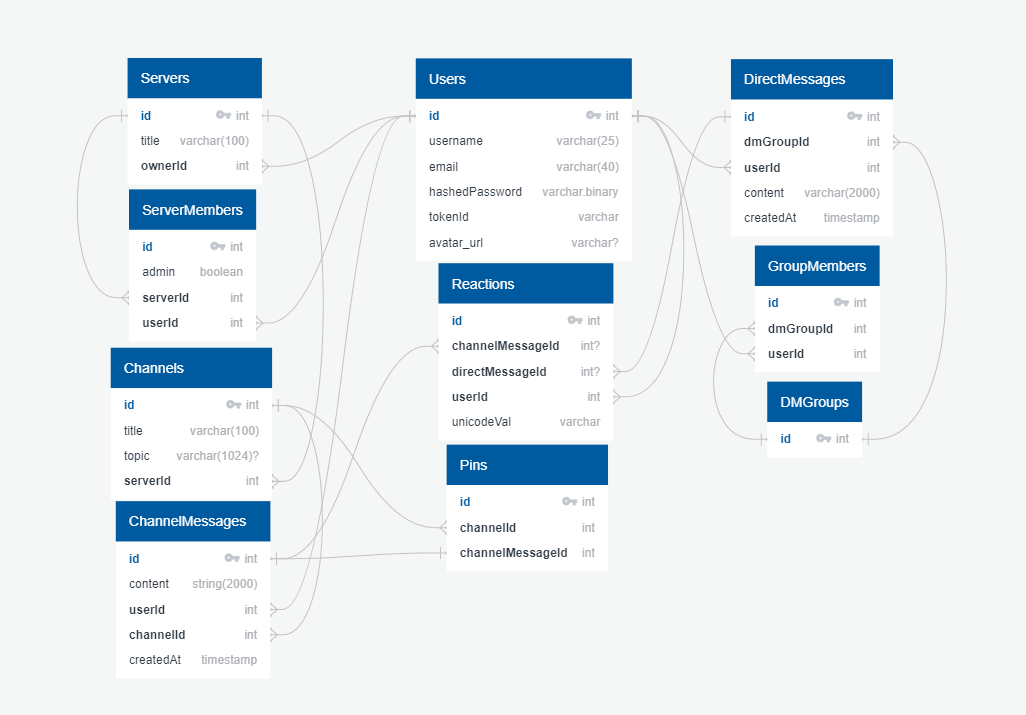 Servers
id int
title varchar(100)
ownerId int
ServerMembers
id int
admin boolean
serverId int
userId int
Channels
id int
title varchar(100)
topic varchar(1024)?
serverId int
ChannelMessages
id int
content string(2000)
userId int
channelId int
createdAt timestamp
Users
id int
username varchar(25)
email varchar(40)
hashedPassword varchar.binary
tokenId varchar
avatar_url varchar?
Reactions
id int
channelMessageId int?
directMessageId int?
userId int
unicodeVal varchar
Pins
id int
channelId int
channelMessageId int
DirectMessages
id int
dmGroupId int
userId int
content varchar(2000)
createdAt timestamp
GroupMembers
id int
dmGroupId int
userId int
DMGroups
id int